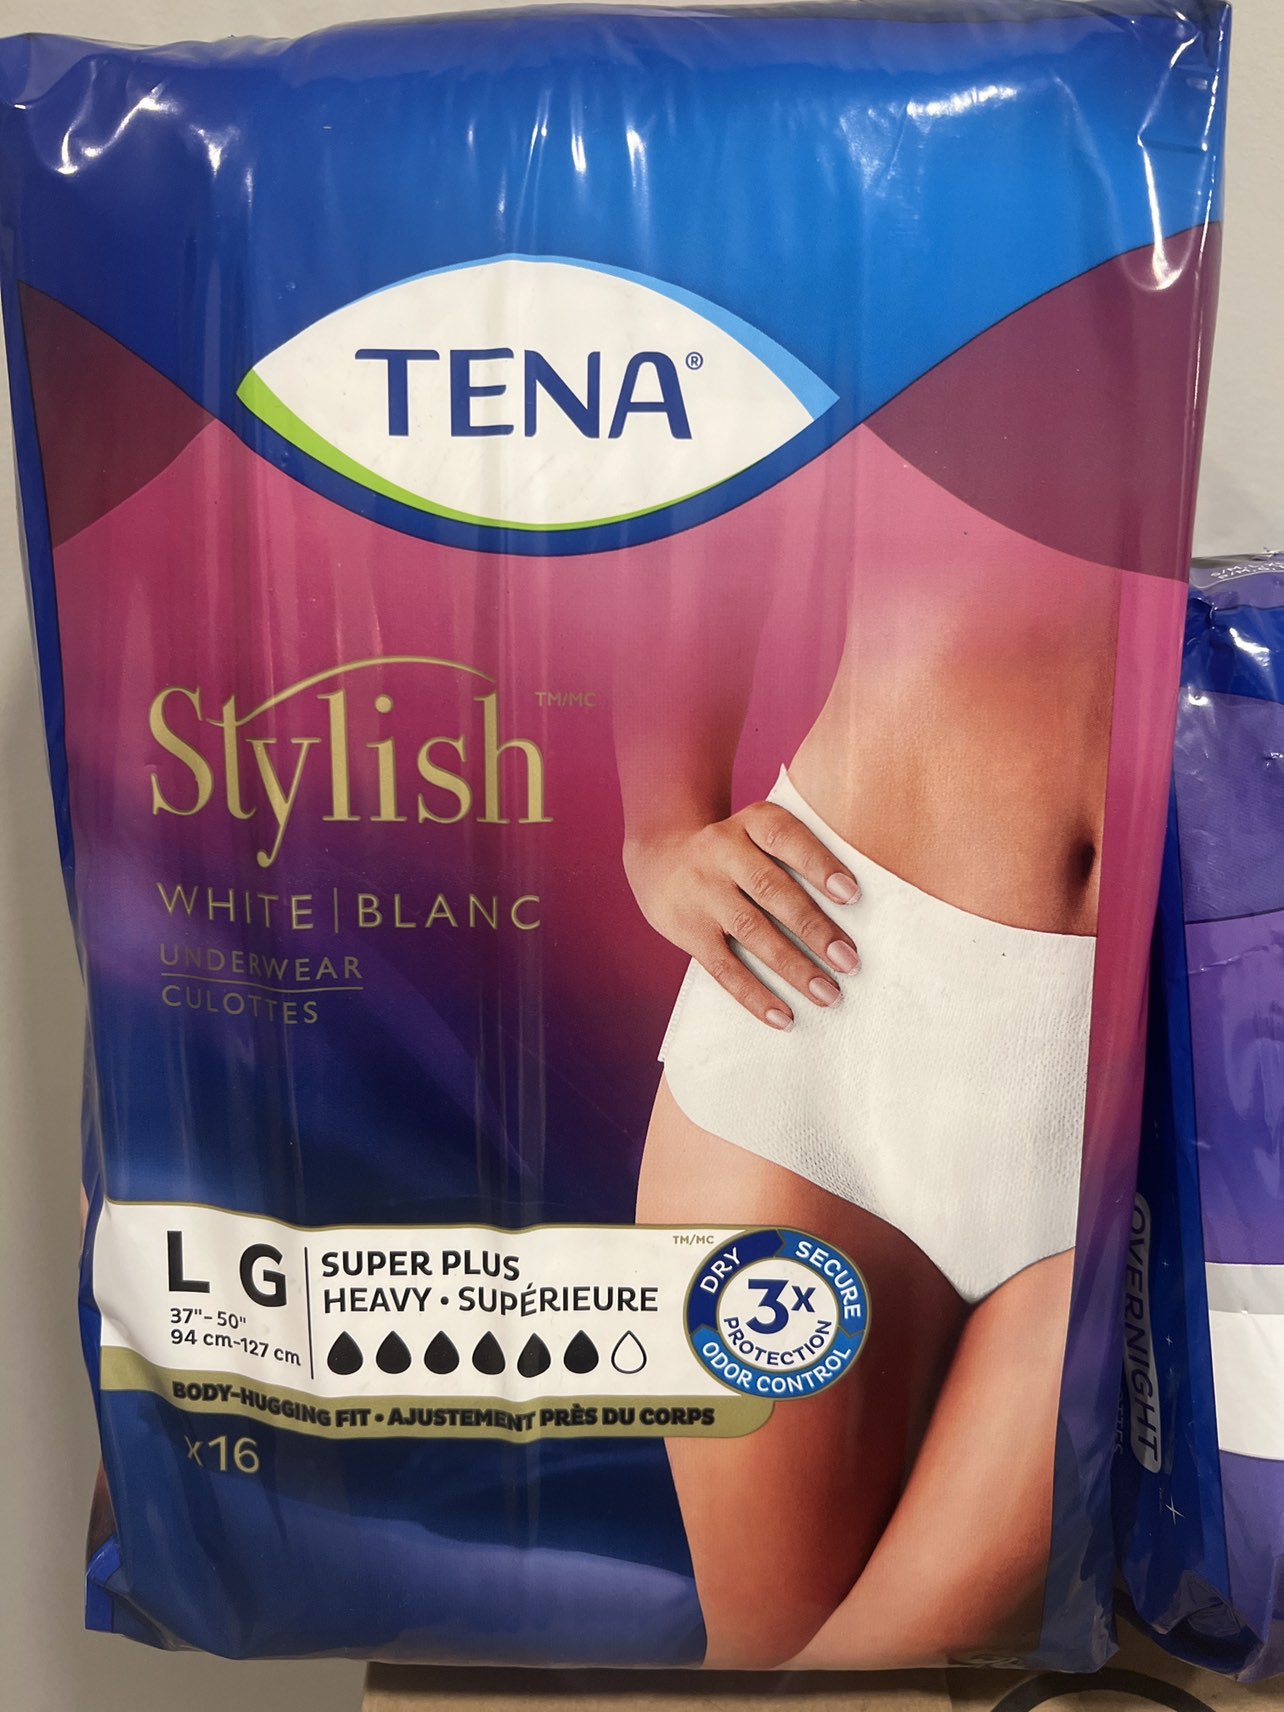 TENA®
Stylish TM/MC
WHITE | BLANC
UNDERWEAR
CULOTTES
L G
37"- 50"
94 cm-127 cm
SUPER PLUS
HEAVY • SUPÉRIEURE
TM/MC
DRY
SECURE
3x
PROTECTION
ODOR CONTROL
BODY-HUGGING FIT • AJUSTEMENT PRÈS DU CORPS
x16
OVERNIGHT